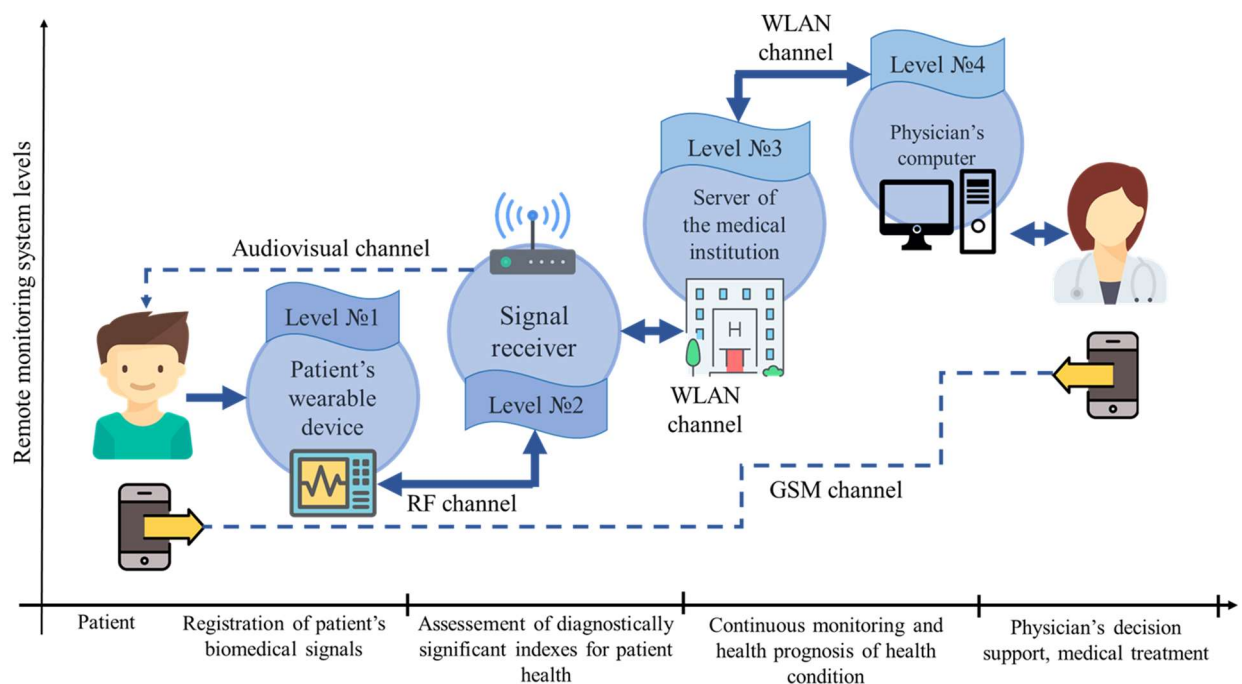 Remote monitoring system levels
WLAN
channel
Level №4
Physician's
computer
Level №3
Server of
the medical
institution
H
Audiovisual channel
Level №1
Patient's
wearable
device
Signal
receiver
Level №2
WLAN
channel
RF channel
GSM channel
Patient
Registration of patient's
biomedical signals
Assessement of diagnostically
significant indexes for patient
health
Continuous monitoring and
health prognosis of health
condition
Physician's decision
support, medical treatment